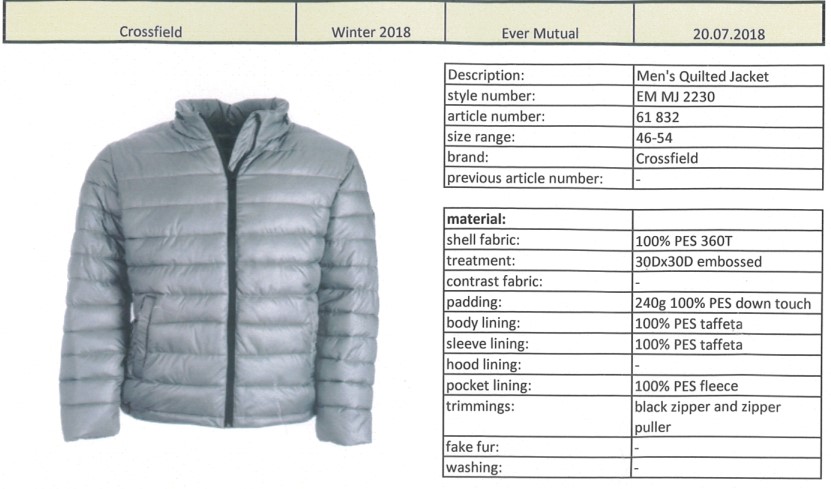 Crossfield Winter 2018 Ever Mutual 20.07.2018
Description: Men's Quilted Jacket
style number: EM MJ 2230
article number: 61 832
size range: 46-54
brand: Crossfield
previous article number: -
material:
shell fabric: 100% PES 360T
treatment: 30Dx30D embossed
contrast fabric: -
padding: 240g 100% PES down touch
body lining: 100% PES taffeta
sleeve lining: 100% PES taffeta
hood lining: -
pocket lining: 100% PES fleece
trimmings: black zipper and zipper
puller
fake fur: -
washing: -